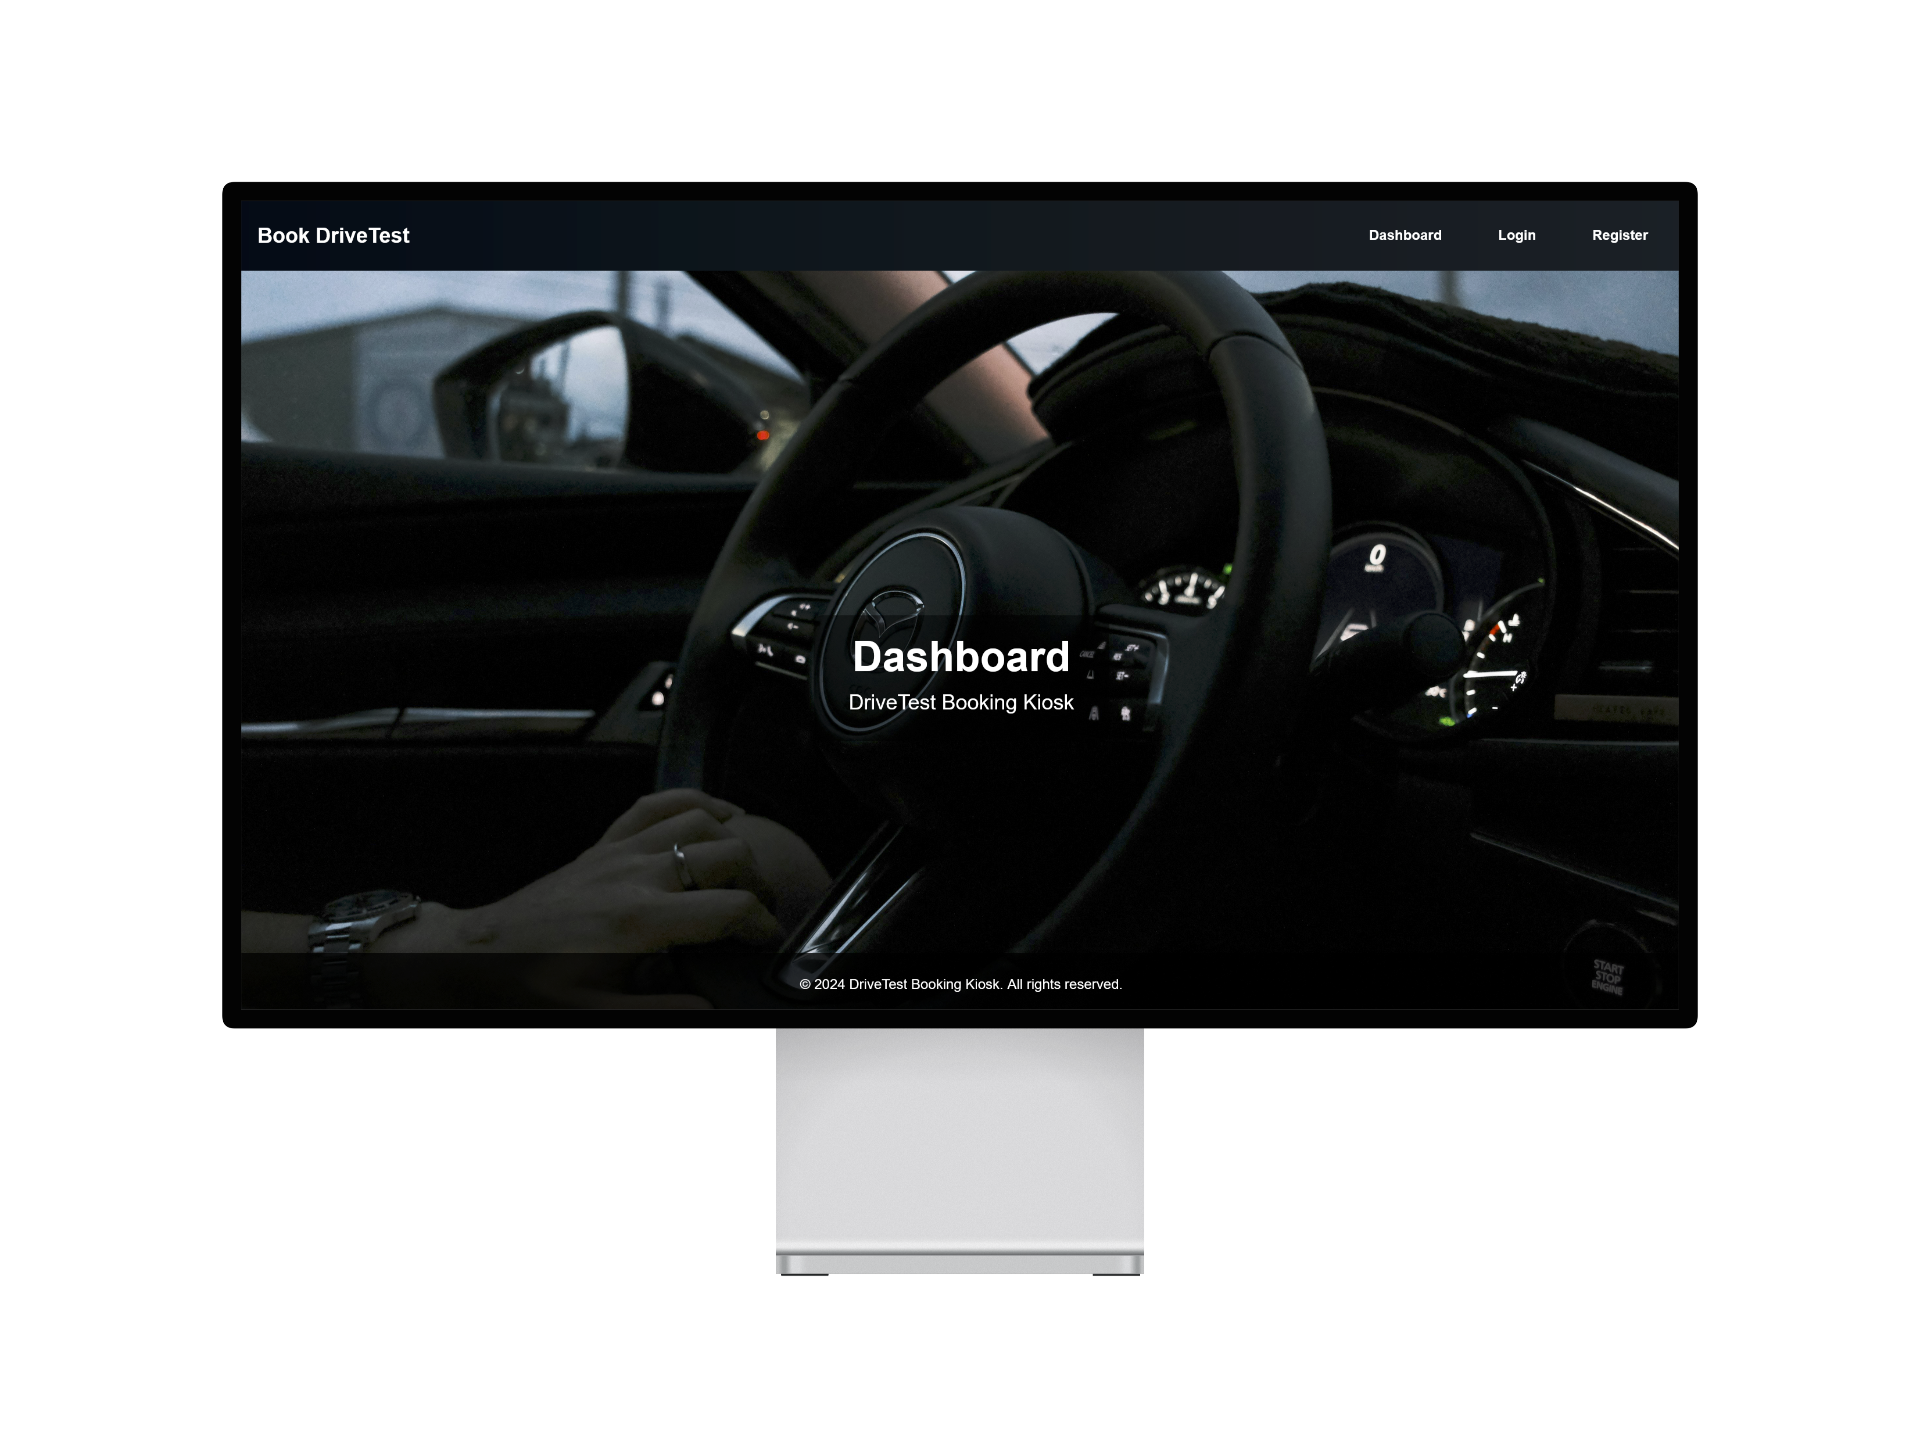 Book DriveTest
Dashboard
Login
Register
0
Dashboard
DriveTest Booking Kiosk
H
START
STOP
ENGINE
© 2024 DriveTest Booking Kiosk. All rights reserved.